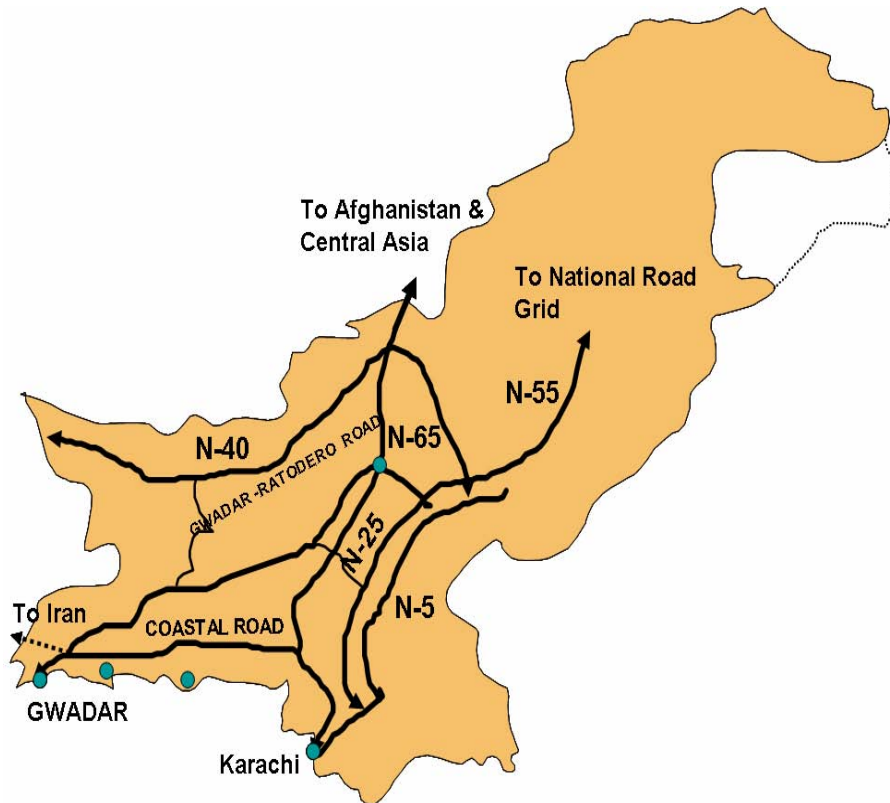 To Afghanistan &
Central Asia
To National Road
Grid
N-55
N-40
GWADAR-RATODERO ROAD
N-65
N-25
N-5
To Iran
COASTAL ROAD
GWADAR
Karachi